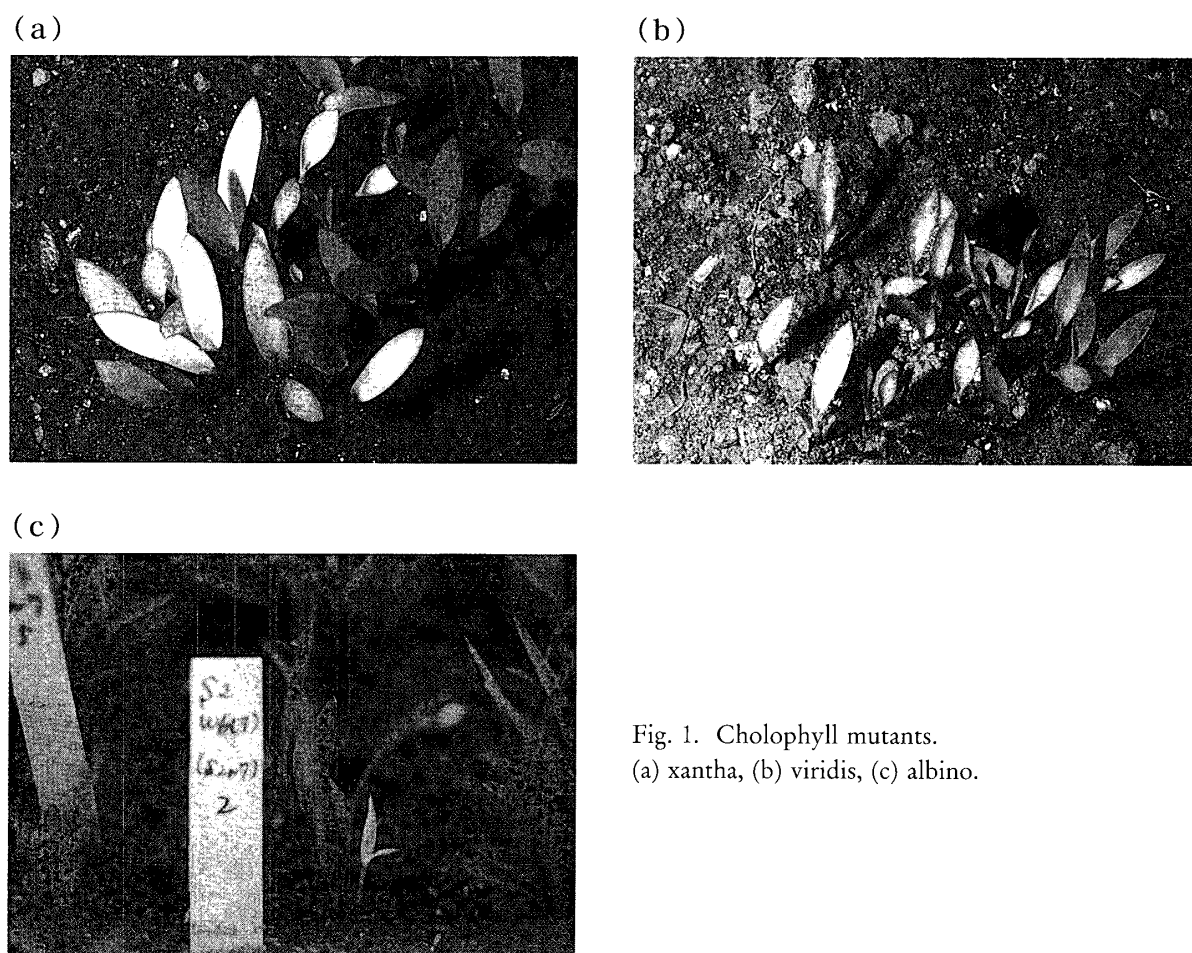 (a)
(b)
(c)
S2
2
Fig. 1. Cholophyll mutants.
(a) xantha, (b) viridis, (c) albino.